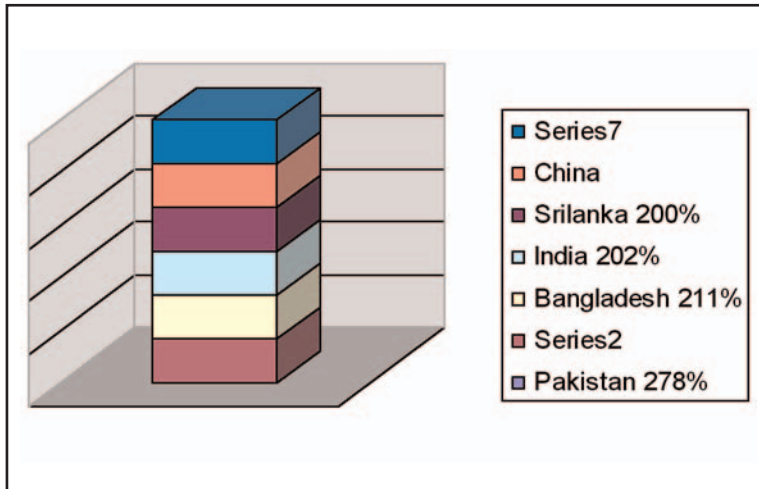 Series7
China
Srilanka 200%
India 202%
Bangladesh 211%
Series2
Pakistan 278%